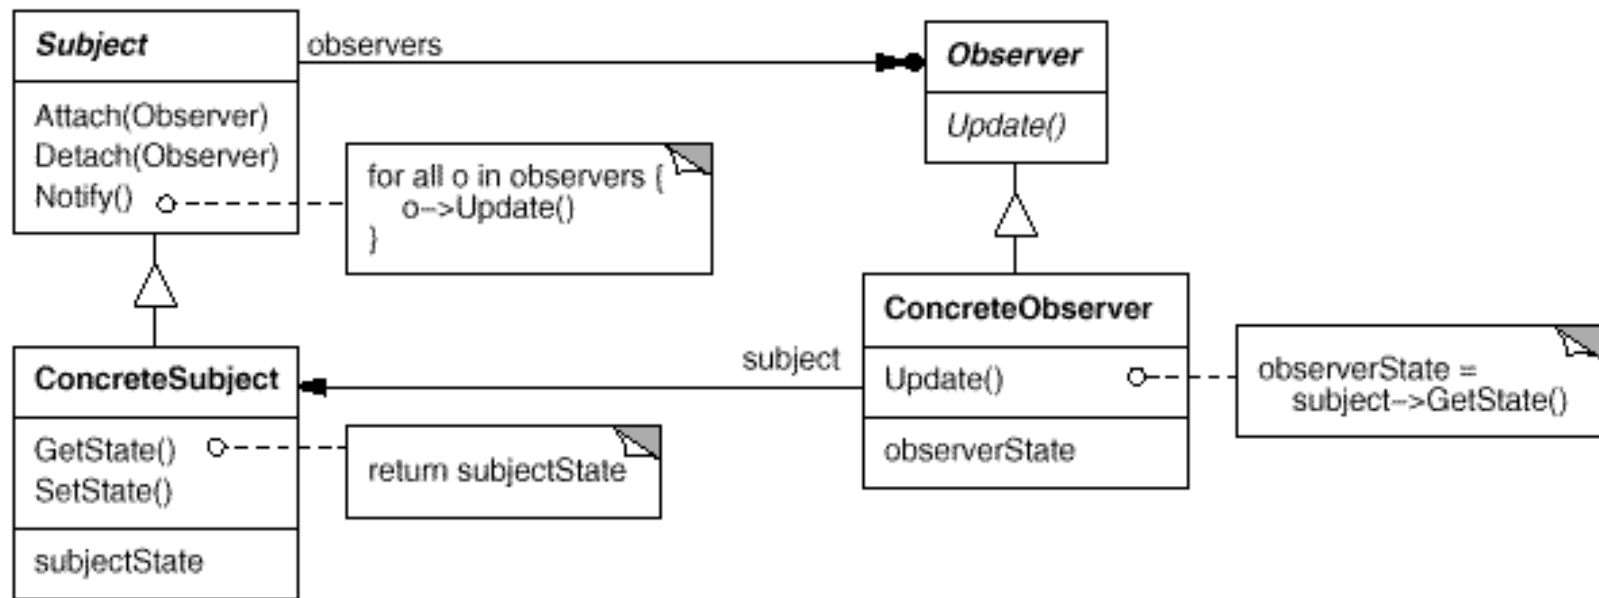 Subject
Attach(Observer)
Detach(Observer)
Notify()
observers
for all o in observers {
o->Update()
}
Observer
Update()
ConcreteSubject
GetState()
SetState()
subjectState
return subjectState
subject
ConcreteObserver
Update()
observerState
observerState =
subject->GetState()